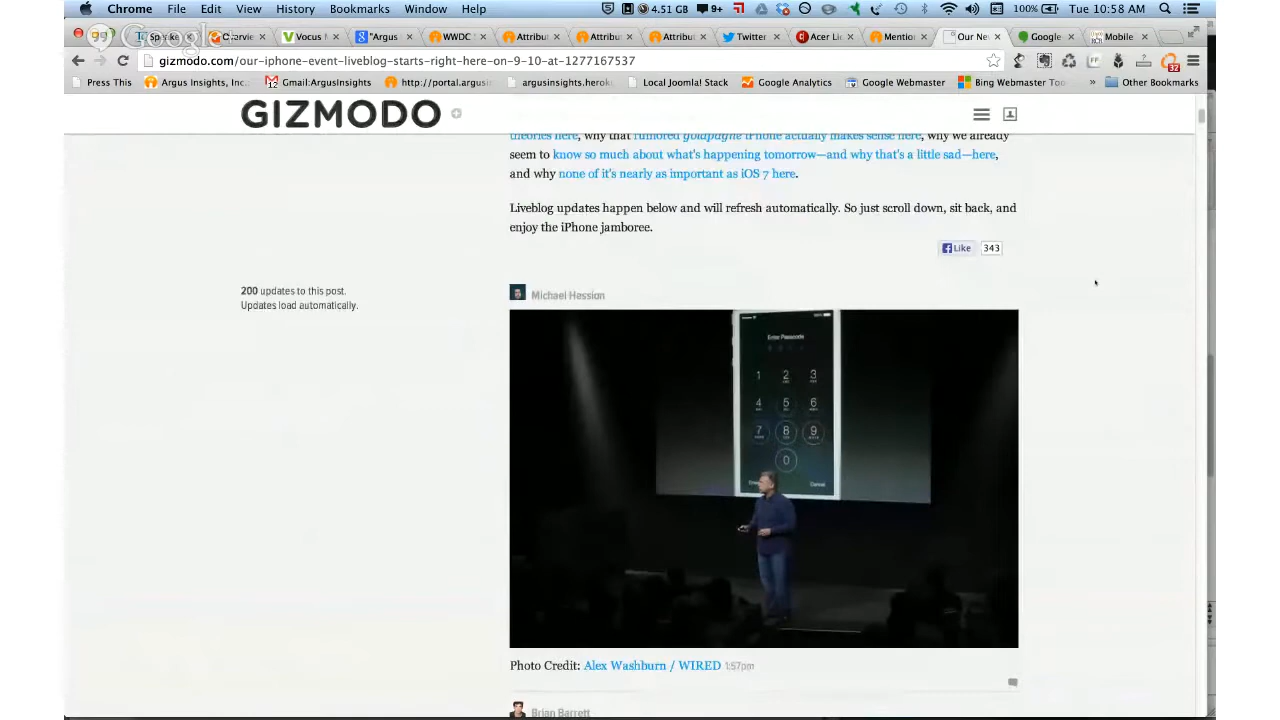 Chrome File Edit View History Bookmarks Window Help 4.51 GB 9+ 100% Tue 10:58 AM
Google
Vocus "Argus WWDC Attribut Attribu Attribu Twitter Acer Li Mentio Our Ne Google Mobile
gizmodo.com/our-iphone-event-liveblog-starts-right-here-on-9-10-at-1277167537
32
Press This Argus Insights, Inc. Gmail:ArgusInsights http://portal.argusi argusinsights.heroku Local Joomla! Stack Google Analytics Google Webmaster Bing Webmaster Too » Other Bookmarks
GIZMODO
theories here, why that rumored goldpagne iPhone actually makes sense here, why we already
seem to know so much about what's happening tomorrow—and why that's a little sad—here,
and why none of it's nearly as important as iOS 7 here.
Liveblog updates happen below and will refresh automatically. So just scroll down, sit back, and
enjoy the iPhone jamboree.
Like 343
200 updates to this post.
Updates load automatically.
Michael Hession
Enter Passcode
1 2 3
4 5 6
7 8 9
0
Cancel
Photo Credit: Alex Washburn / WIRED 1:57pm
Brian Barrett